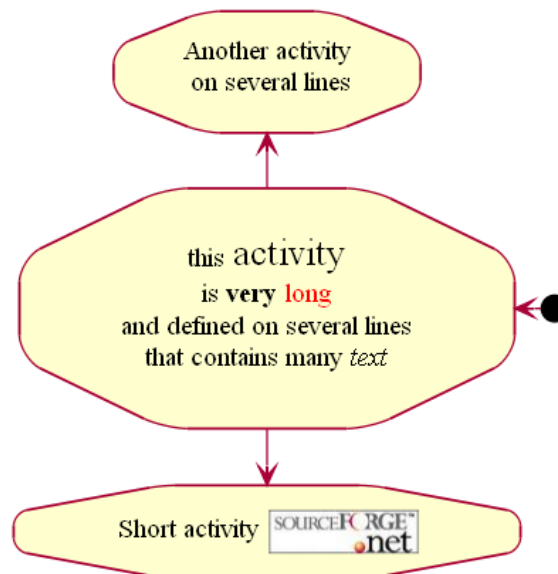 Another activity
on several lines
this activity
is very long
and defined on several lines
that contains many text
Short activity SOURCEFORGE™
.net